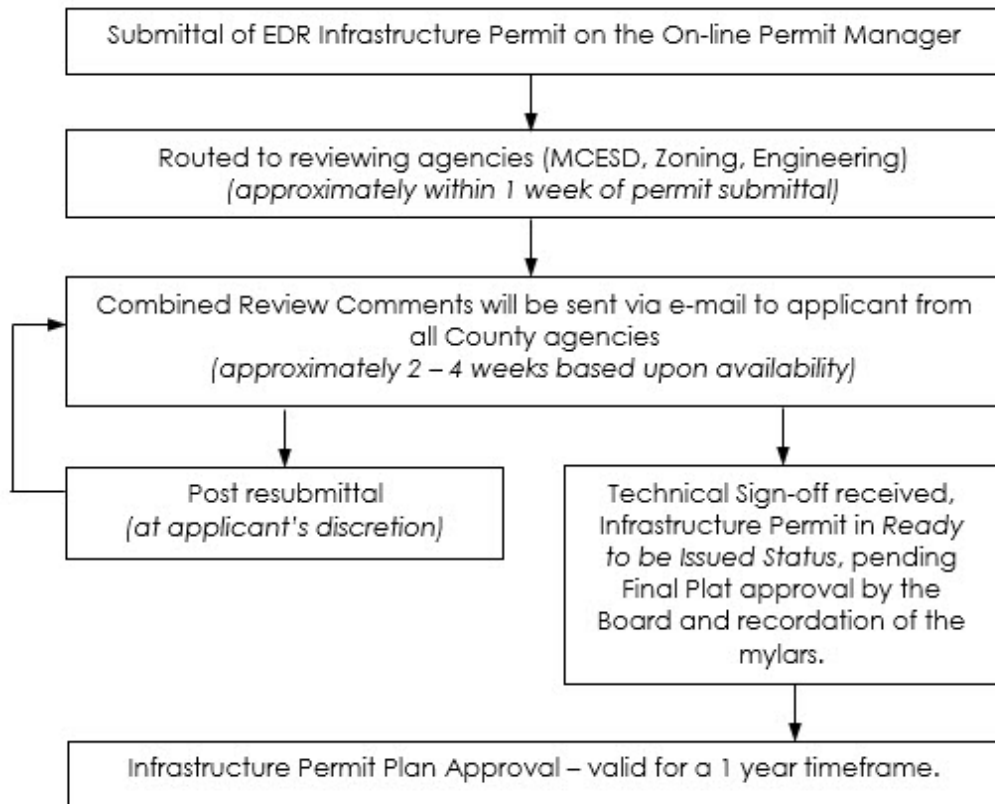 Submittal of EDR Infrastructure Permit on the On-line Permit Manager
Routed to reviewing agencies (MCESD, Zoning, Engineering)
(approximately within 1 week of permit submittal)
Combined Review Comments will be sent via e-mail to applicant from
all County agencies
(approximately 2 – 4 weeks based upon availability)
Post resubmittal
(at applicant's discretion)
Technical Sign-off received,
Infrastructure Permit in Ready
to be Issued Status, pending
Final Plat approval by the
Board and recordation of the
mylars.
Infrastructure Permit Plan Approval – valid for a 1 year timeframe.